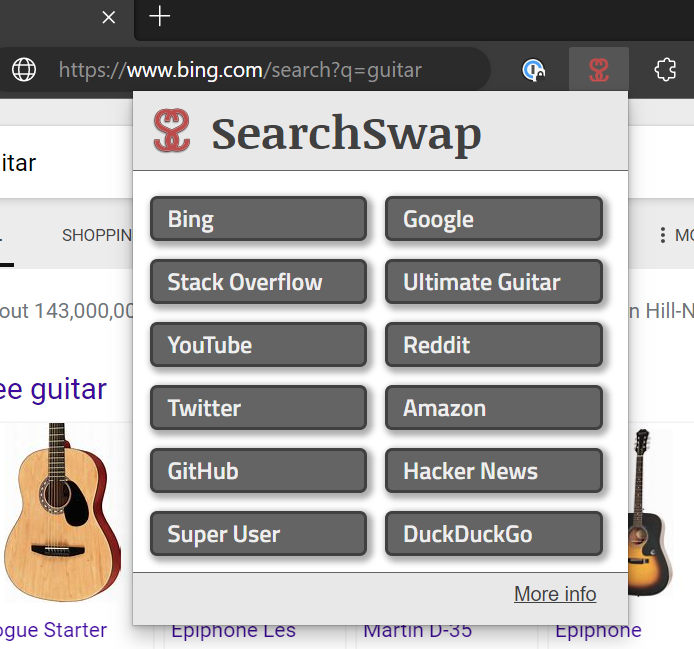 https://www.bing.com/search?q=guitar
SearchSwap
itar
Bing
Google
SHOPPIN
MO
Stack Overflow
Ultimate Guitar
out 143,000,00
n Hill-N
YouTube
Reddit
ee guitar
Twitter
Amazon
GitHub
Hacker News
Super User
DuckDuckGo
More info
ogue Starter
Epiphone Les
Martin D-35
Epiphone